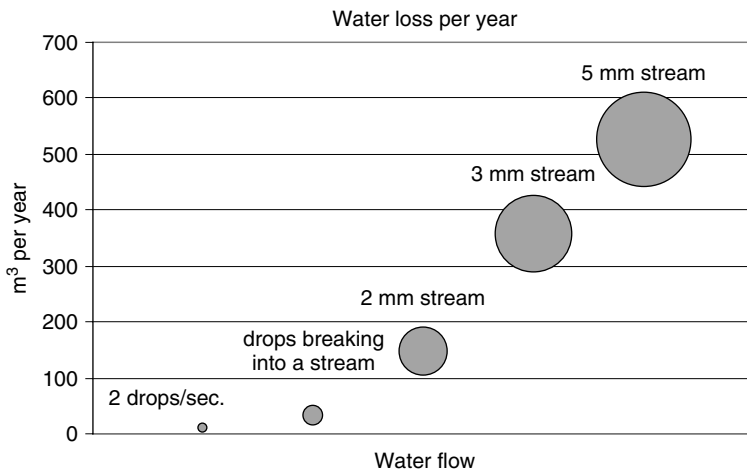 Water loss per year
700
600
500
400
300
200
100
0
m³ per year
5 mm stream
3 mm stream
2 mm stream
drops breaking
into a stream
2 drops/sec.
Water flow